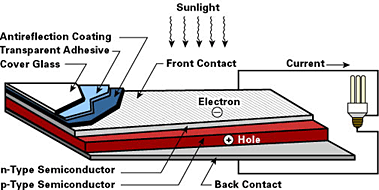 Sunlight
Antireflection Coating
Transparent Adhesive
Cover Glass
Front Contact
Current
Electron
−
+ Hole
n-Type Semiconductor
p-Type Semiconductor
Back Contact